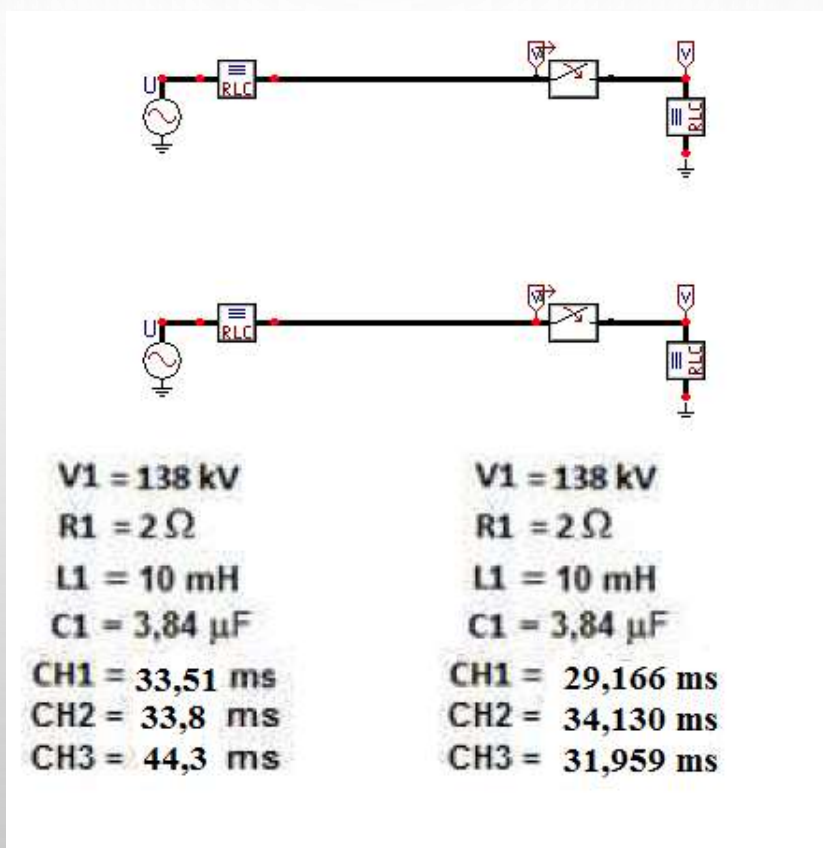 V V
U RLC
RLC
V V
U RLC
RLC
V1 = 138 kV
R1 = 2 Ω
L1 = 10 mH
C1 = 3,84 µF
CH1 = 33,51 ms
CH2 = 33,8 ms
CH3 = 44,3 ms
V1 = 138 kV
R1 = 2 Ω
L1 = 10 mH
C1 = 3,84 µF
CH1 = 29,166 ms
CH2 = 34,130 ms
CH3 = 31,959 ms